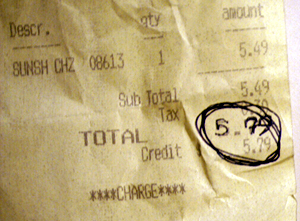 Descr. qty amount
SUNSH CHZ 08613 1 5.49
Sub Total 5.49
Tax
TOTAL 5.79
Credit 5.79
****CHARGE****